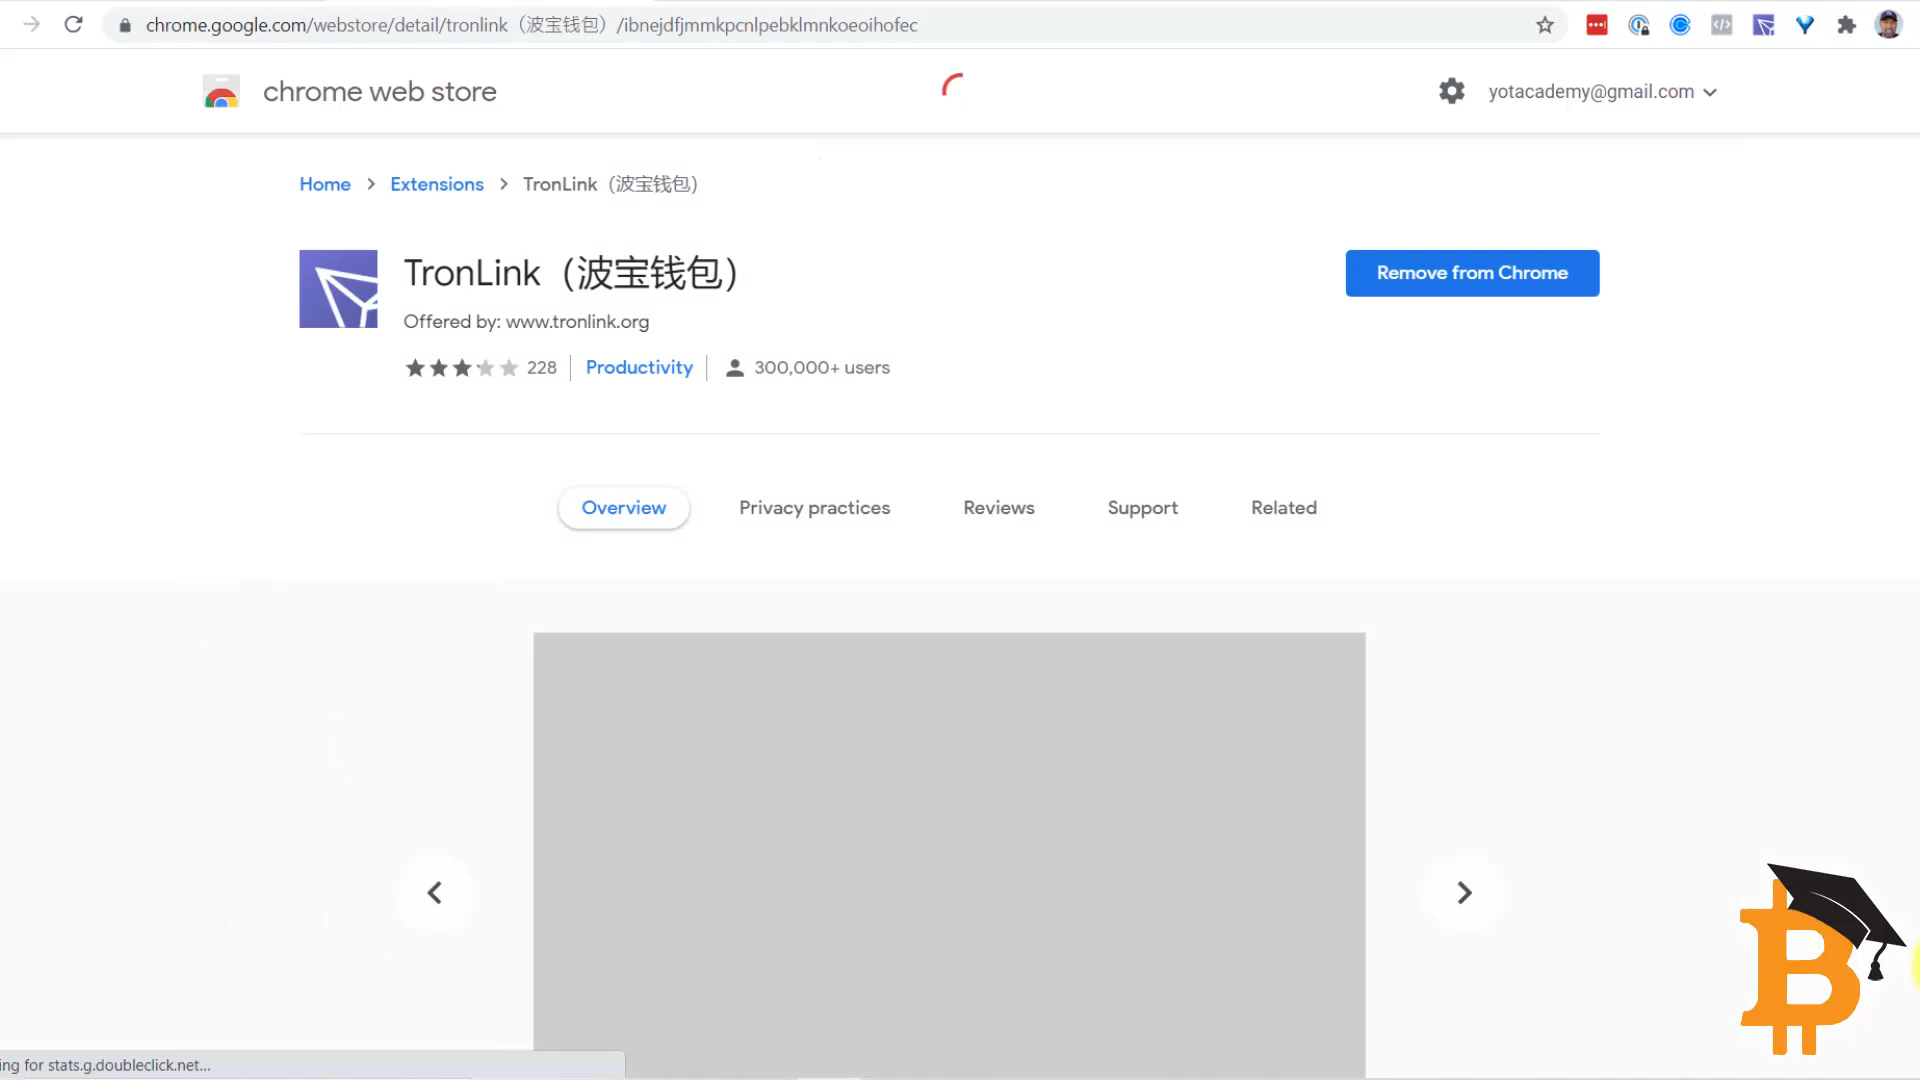 chrome.google.com/webstore/detail/tronlink（波宝钱包）/ibnejdfjmmkpcnlpebklmnkoeoihofec
chrome web store
yotacademy@gmail.com
Home > Extensions > TronLink（波宝钱包）
TronLink（波宝钱包）
Remove from Chrome
Offered by: www.tronlink.org
228
Productivity
300,000+ users
Overview
Privacy practices
Reviews
Support
Related
ing for stats.g.doubleclick.net...